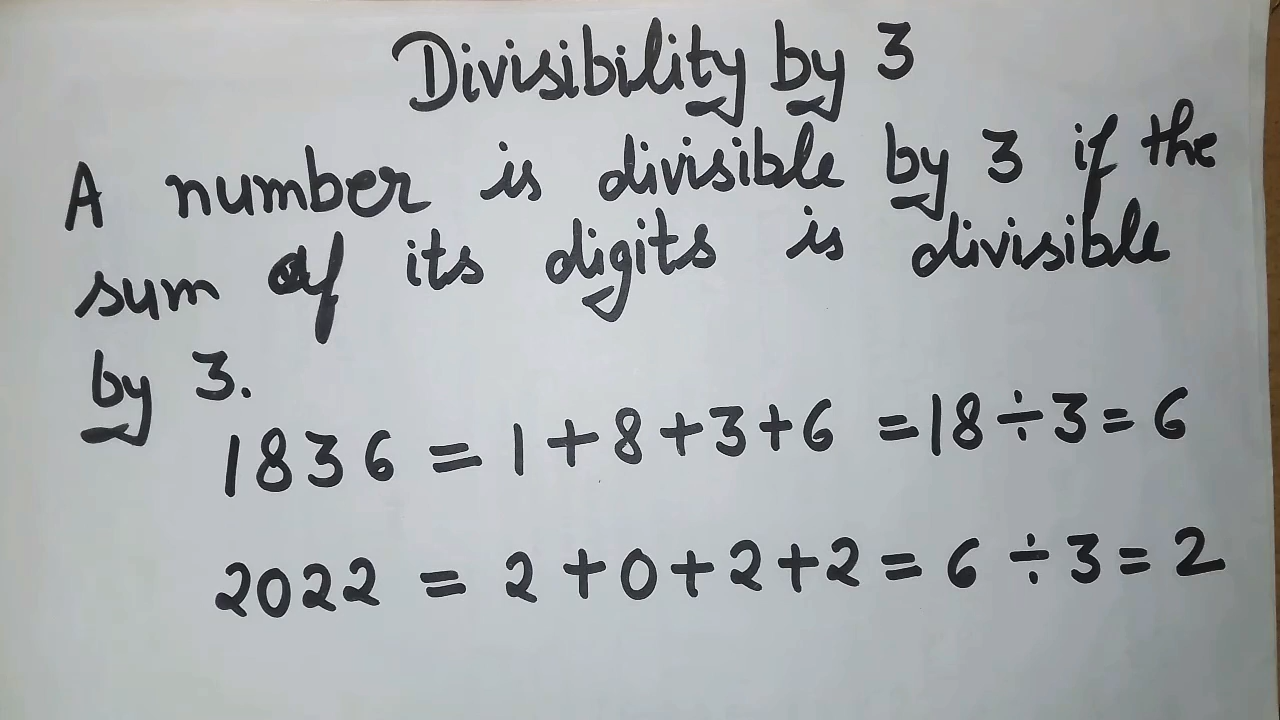 Divisibility by 3
A number is divisible by 3 if the
sum of its digits is divisible
by 3.
1836 = 1+8+3+6 =18÷3=6
2022 = 2+0+2+2=6÷3=2